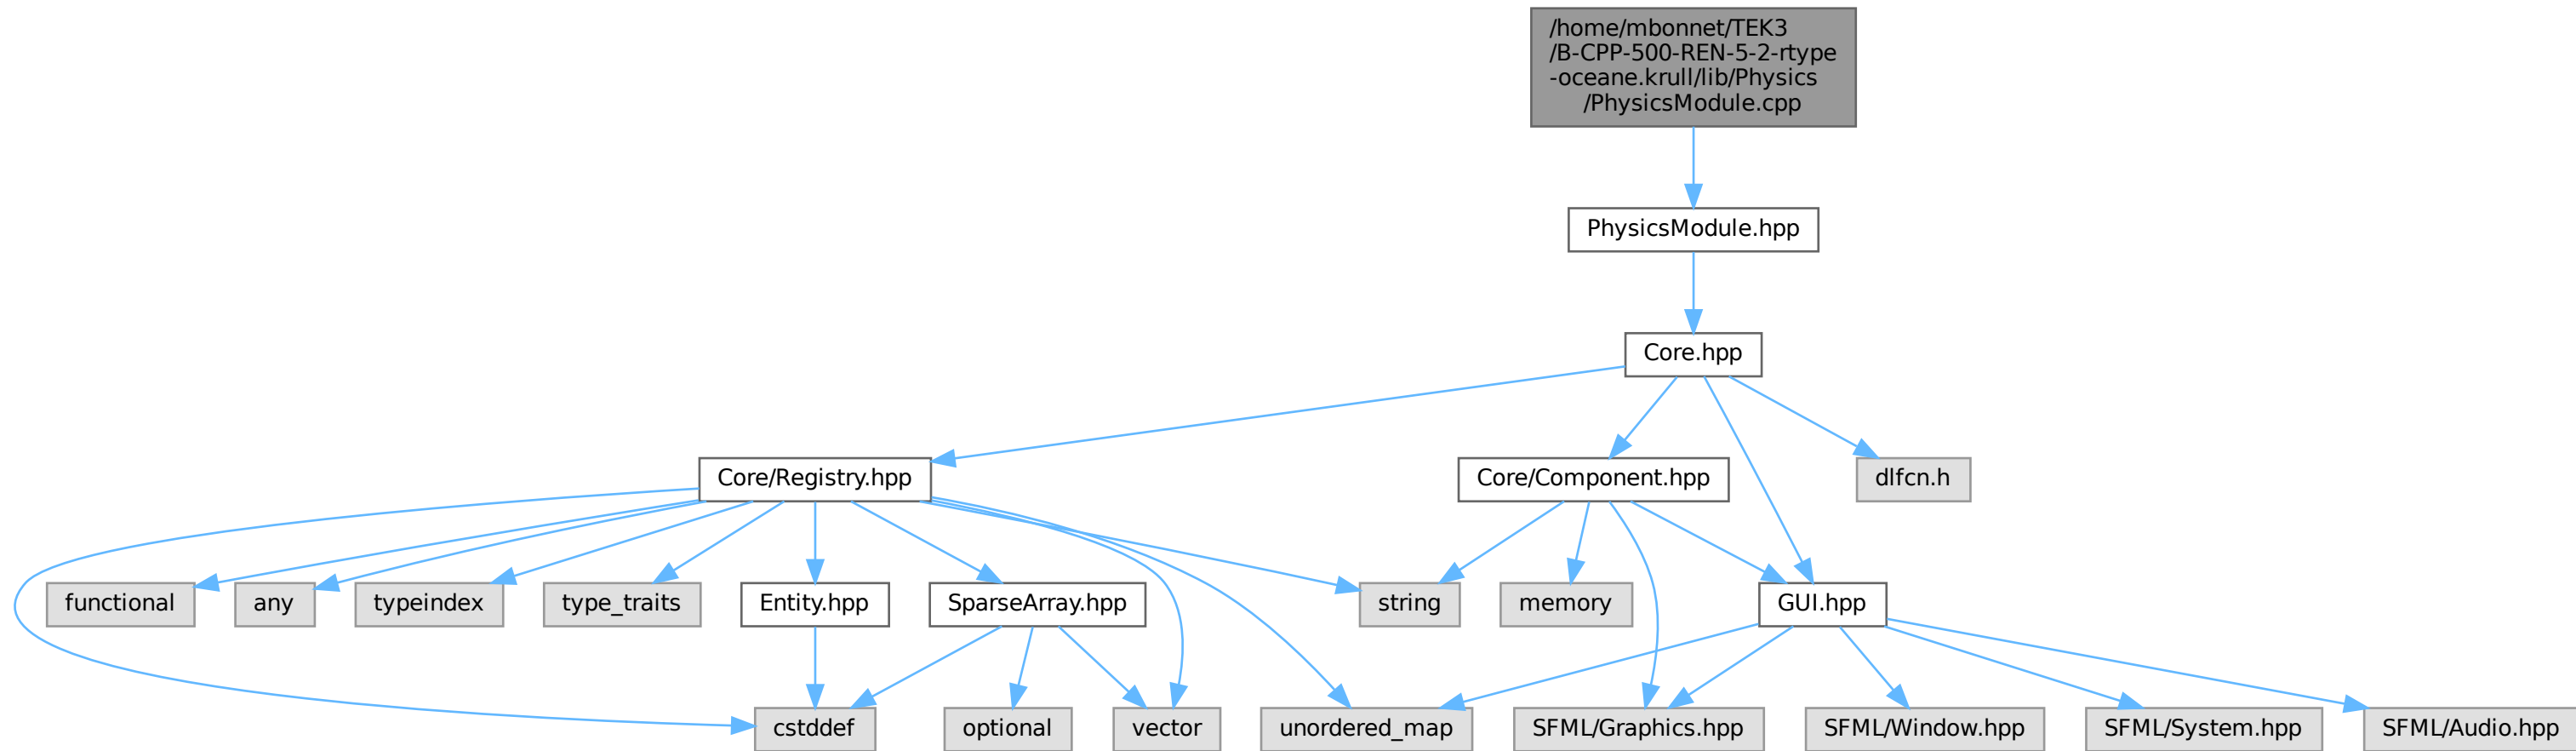 /home/mbonnet/TEK3
/B-CPP-500-REN-5-2-rtype
-oceane.krull/lib/Physics
/PhysicsModule.cpp
PhysicsModule.hpp
Core.hpp
Core/Registry.hpp
Core/Component.hpp
dlfcn.h
functional
any
typeindex
type_traits
Entity.hpp
SparseArray.hpp
string
memory
GUI.hpp
cstddef
optional
vector
unordered_map
SFML/Graphics.hpp
SFML/Window.hpp
SFML/System.hpp
SFML/Audio.hpp